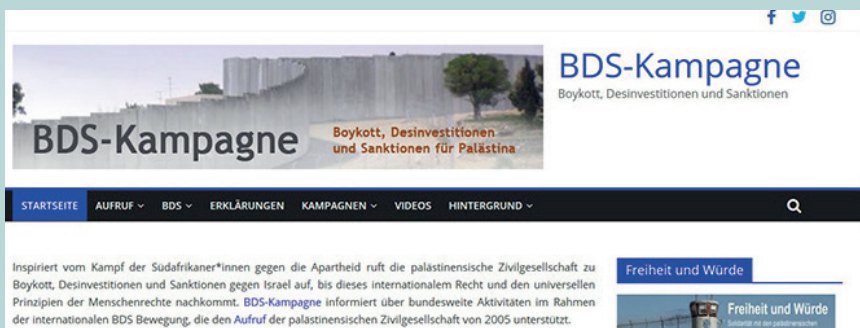 BDS-Kampagne
Boykott, Desinvestitionen und Sanktionen
BDS-Kampagne
Boykott, Desinvestitionen
und Sanktionen für Palästina
STARTSEITE AUFRUF BDS ERKLÄRUNGEN KAMPAGNEN VIDEOS HINTERGRUND
Inspiriert vom Kampf der Südafrikaner*innen gegen die Apartheid ruft die palästinensische Zivilgesellschaft zu
Boykott, Desinvestitionen und Sanktionen gegen Israel auf, bis dieses internationalem Recht und den universellen
Prinzipien der Menschenrechte nachkommt. BDS-Kampagne informiert über bundesweite Aktivitäten im Rahmen
der internationalen BDS Bewegung, die den Aufruf der palästinensischen Zivilgesellschaft von 2005 unterstützt.
Freiheit und Würde
Freiheit und Würde
Solidarität mit den palästinensischen